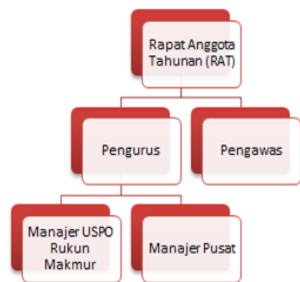 Rapat Anggota
Tahunan (RAT)
Pengurus
Pengawas
Manajer USPO
Rukun
Makmur
Manajer Pusat